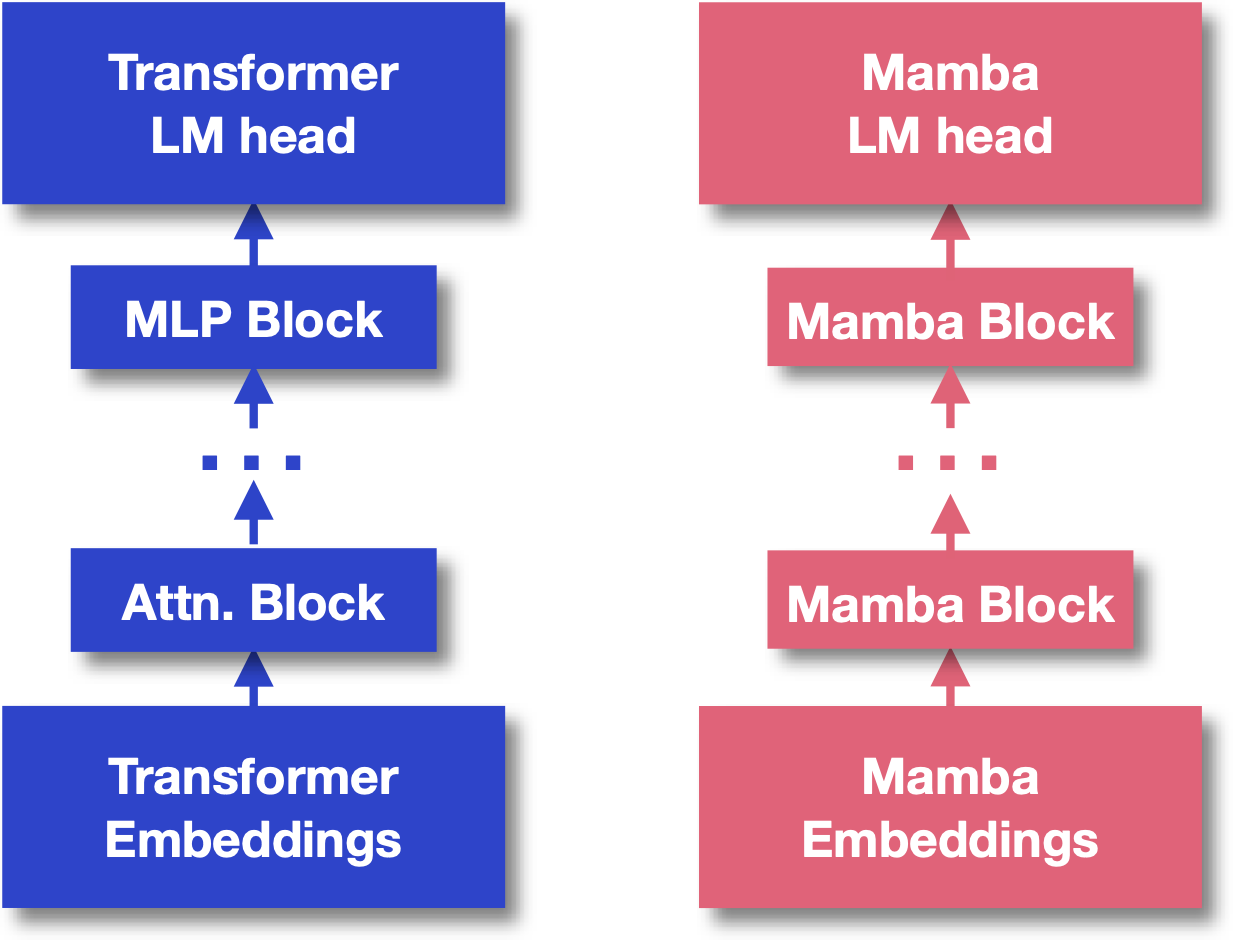 Transformer
LM head
MLP Block
...
Attn. Block
Transformer
Embeddings
Mamba
LM head
Mamba Block
...
Mamba Block
Mamba
Embeddings